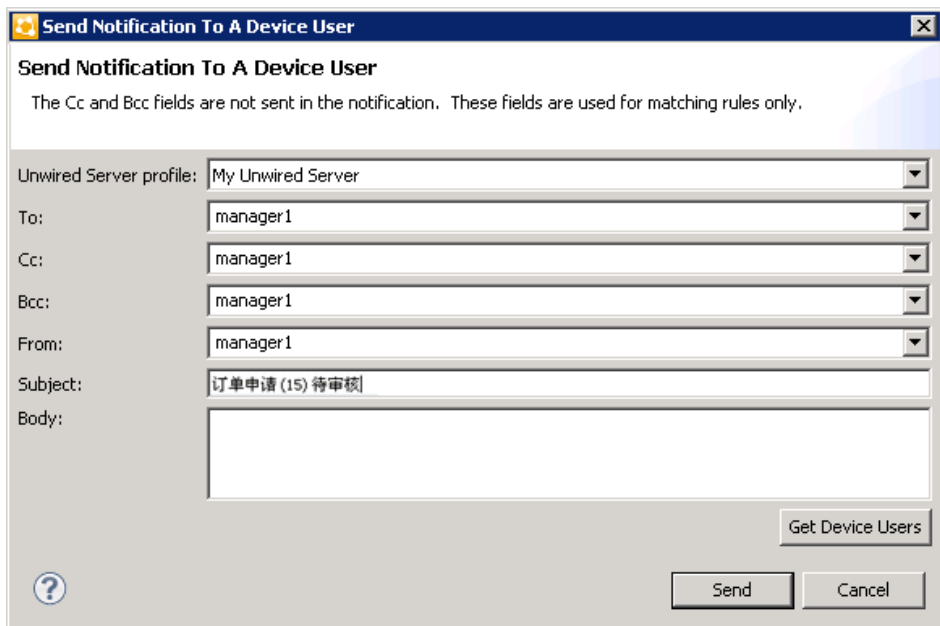 Send Notification To A Device User
Send Notification To A Device User
The Cc and Bcc fields are not sent in the notification. These fields are used for matching rules only.
Unwired Server profile: My Unwired Server
To: manager1
Cc: manager1
Bcc: manager1
From: manager1
Subject: 订单申请 (15) 待审核
Body:
Get Device Users
? Send Cancel